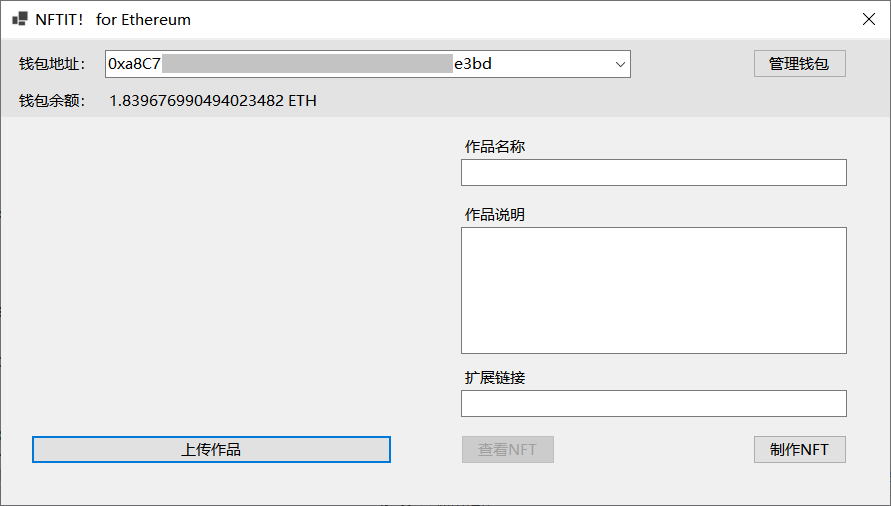 NFTIT! for Ethereum
钱包地址： 0xa8C7 e3bd 管理钱包
钱包余额： 1.839676990494023482 ETH
作品名称
作品说明
扩展链接
上传作品 查看NFT 制作NFT